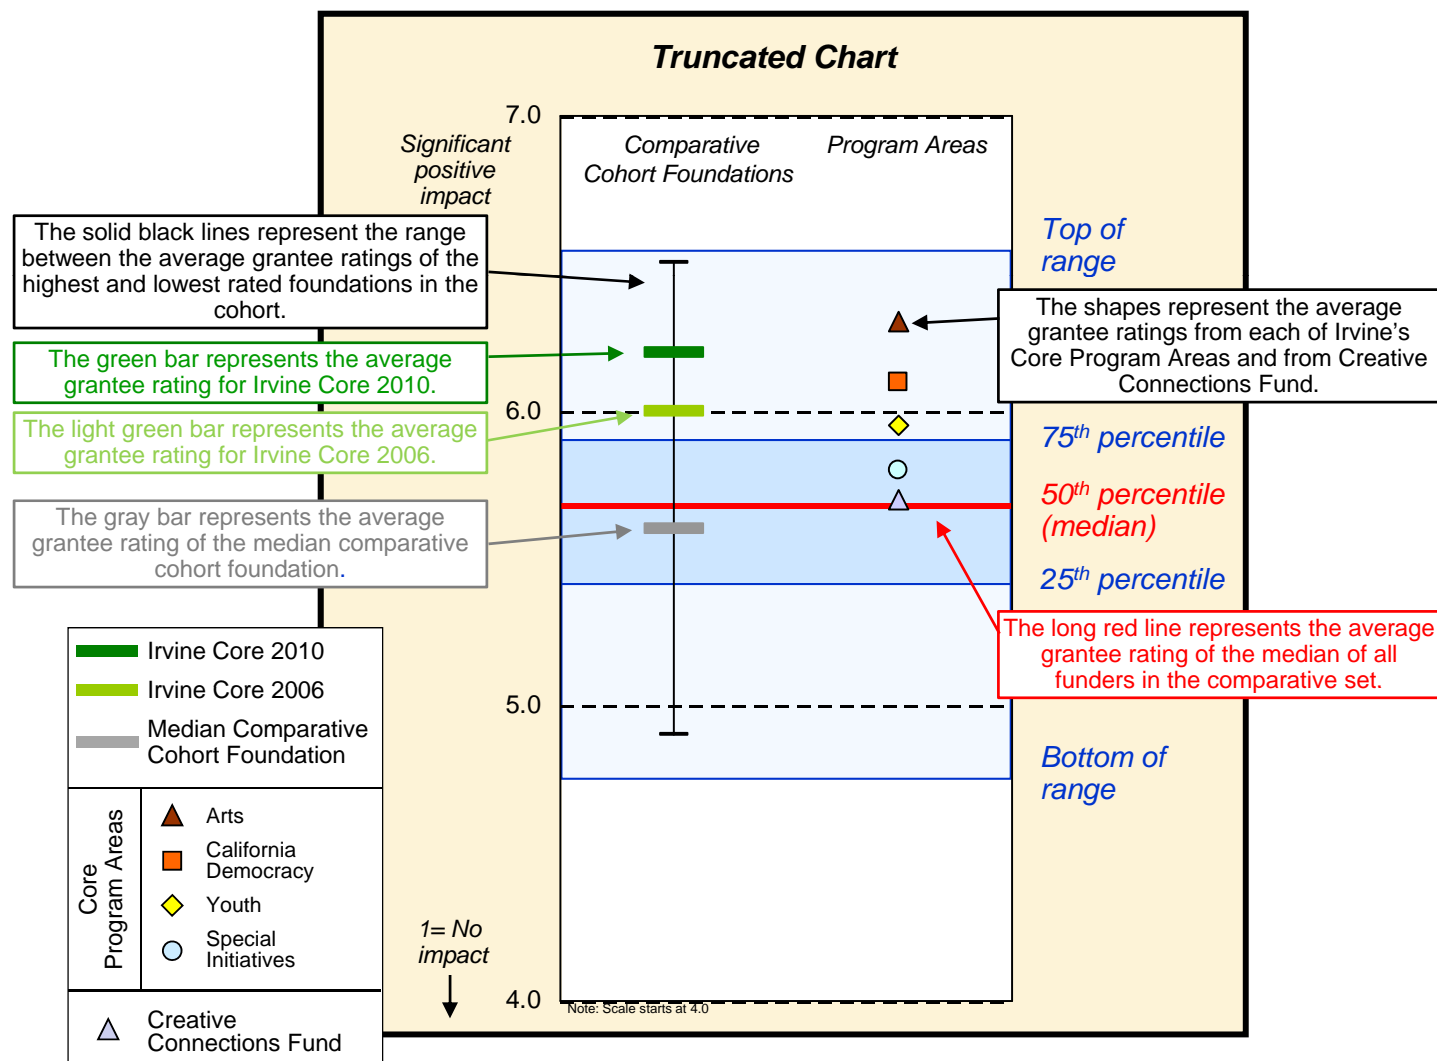 Truncated Chart
7.0
Significant
positive
impact
Comparative
Cohort Foundations
Program Areas
The solid black lines represent the range
between the average grantee ratings of the
highest and lowest rated foundations in the
cohort.
Top of
range
The shapes represent the average
grantee ratings from each of Irvine’s
Core Program Areas and from Creative
Connections Fund.
The green bar represents the average
grantee rating for Irvine Core 2010.
6.0
The light green bar represents the average
grantee rating for Irvine Core 2006.
75th percentile
50th percentile
(median)
The gray bar represents the average
grantee rating of the median comparative
cohort foundation.
25th percentile
The long red line represents the average
grantee rating of the median of all
funders in the comparative set.
5.0
Bottom of
range
Irvine Core 2010
Irvine Core 2006
Median Comparative
Cohort Foundation
Core
Program Areas
Arts
California
Democracy
Youth
Special
Initiatives
Creative
Connections Fund
1= No
impact
4.0
Note: Scale starts at 4.0